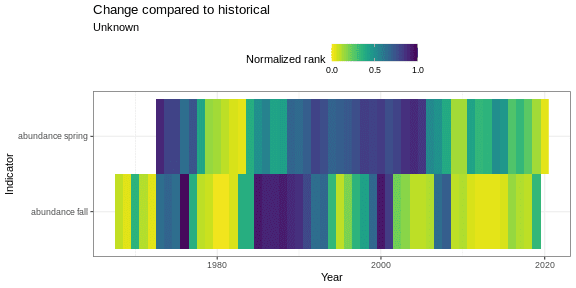 Change compared to historical
Unknown
Normalized rank
0.0 0.5 1.0
Indicator
abundance spring
abundance fall
1980 2000 2020
Year